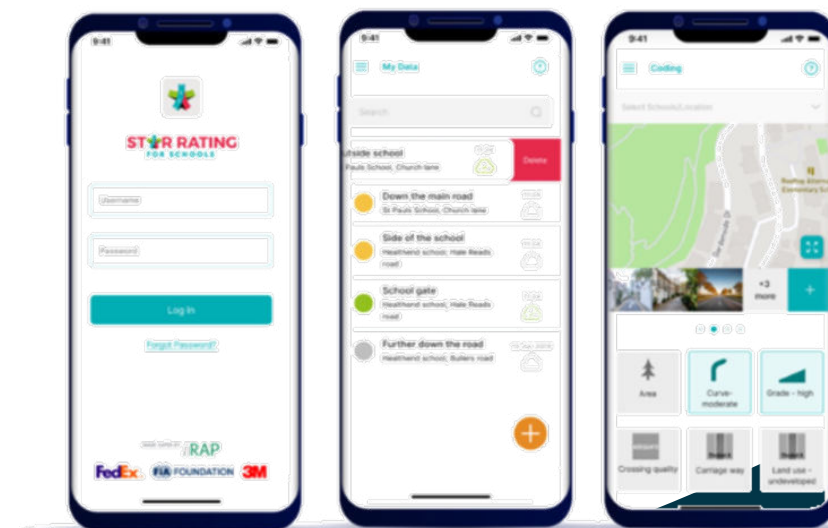 9:41
STAR RATING
FOR SCHOOLS
Username
Password
Log In
Forgot Password?
iRAP
FedEx
FIA FOUNDATION
3M
9:41
My Data
Search
utside school
Pauls School, Church lane
Delete
Down the main road
St Pauls School, Church lane
Side of the school
Healthend school, Hale Reads
road
School gate
Healthend school, Hale Reads
road
Further down the road
Healthend school, Butlers road
9:41
Coding
Select Schools/Location
+3
more
Area
Curve-
moderate
Grade - high
Crossing quality
Carriage way
Land use -
undeveloped